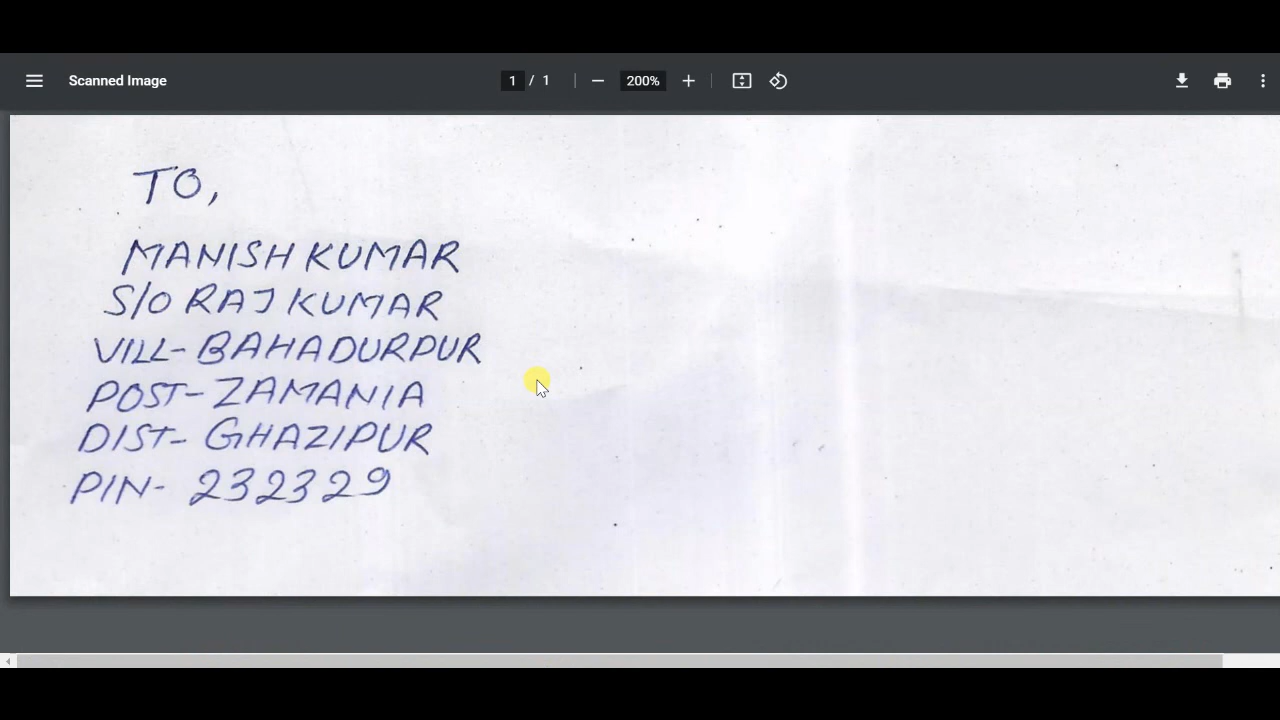 Scanned Image
1 / 1
200%
TO,
MANISH KUMAR
S/O RAJ KUMAR
VILL- BAHADURPUR
POST- ZAMANIA
DIST- GHAZIPUR
PIN- 232329